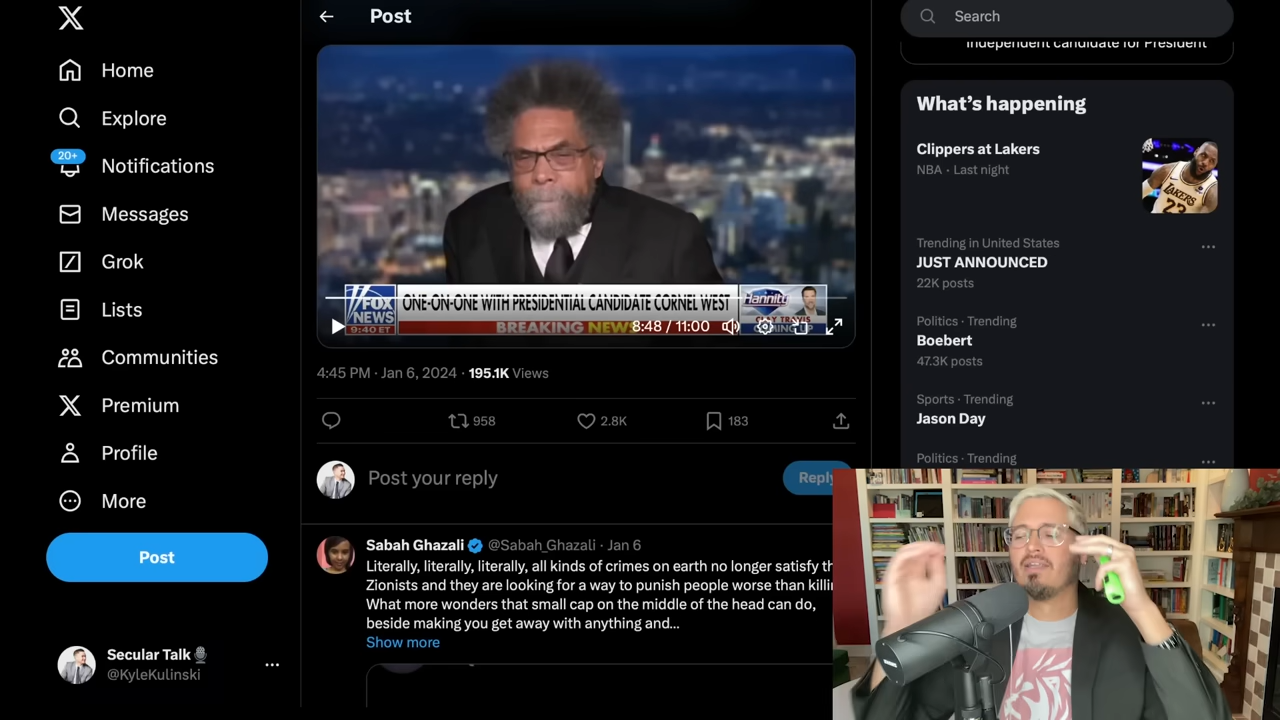 Home
Explore
20+
Notifications
Messages
Grok
Lists
Communities
Premium
Profile
More
Post
Secular Talk
@KyleKulinski
Post
FOX
NEWS
9:40 ET
ONE-ON-ONE WITH PRESIDENTIAL CANDIDATE CORNEL WEST
BREAKING NEWS
Hannity
COMING UP
8:48 / 11:00
4:45 PM · Jan 6, 2024 · 195.1K Views
958
2.8K
183
Post your reply
Reply
Sabah Ghazali @Sabah_Ghazali · Jan 6
Literally, literally, literally, all kinds of crimes on earth no longer satisfy th
Zionists and they are looking for a way to punish people worse than killi
What more wonders that small cap on the middle of the head can do,
beside making you get away with anything and...
Show more
Search
Independent candidate for President
What's happening
Clippers at Lakers
NBA · Last night
LAKERS
23
Trending in United States
JUST ANNOUNCED
22K posts
Politics · Trending
Boebert
47.3K posts
Sports · Trending
Jason Day
Politics · Trending